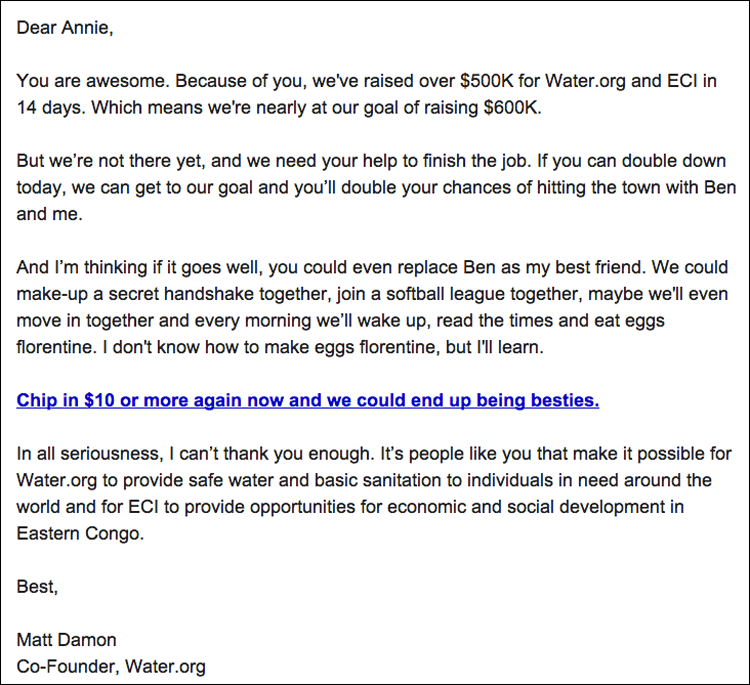 Dear Annie,
You are awesome. Because of you, we've raised over $500K for Water.org and ECI in
14 days. Which means we're nearly at our goal of raising $600K.
But we’re not there yet, and we need your help to finish the job. If you can double down
today, we can get to our goal and you’ll double your chances of hitting the town with Ben
and me.
And I’m thinking if it goes well, you could even replace Ben as my best friend. We could
make-up a secret handshake together, join a softball league together, maybe we'll even
move in together and every morning we’ll wake up, read the times and eat eggs
florentine. I don't know how to make eggs florentine, but I'll learn.
Chip in $10 or more again now and we could end up being besties.
In all seriousness, I can’t thank you enough. It’s people like you that make it possible for
Water.org to provide safe water and basic sanitation to individuals in need around the
world and for ECI to provide opportunities for economic and social development in
Eastern Congo.
Best,
Matt Damon
Co-Founder, Water.org